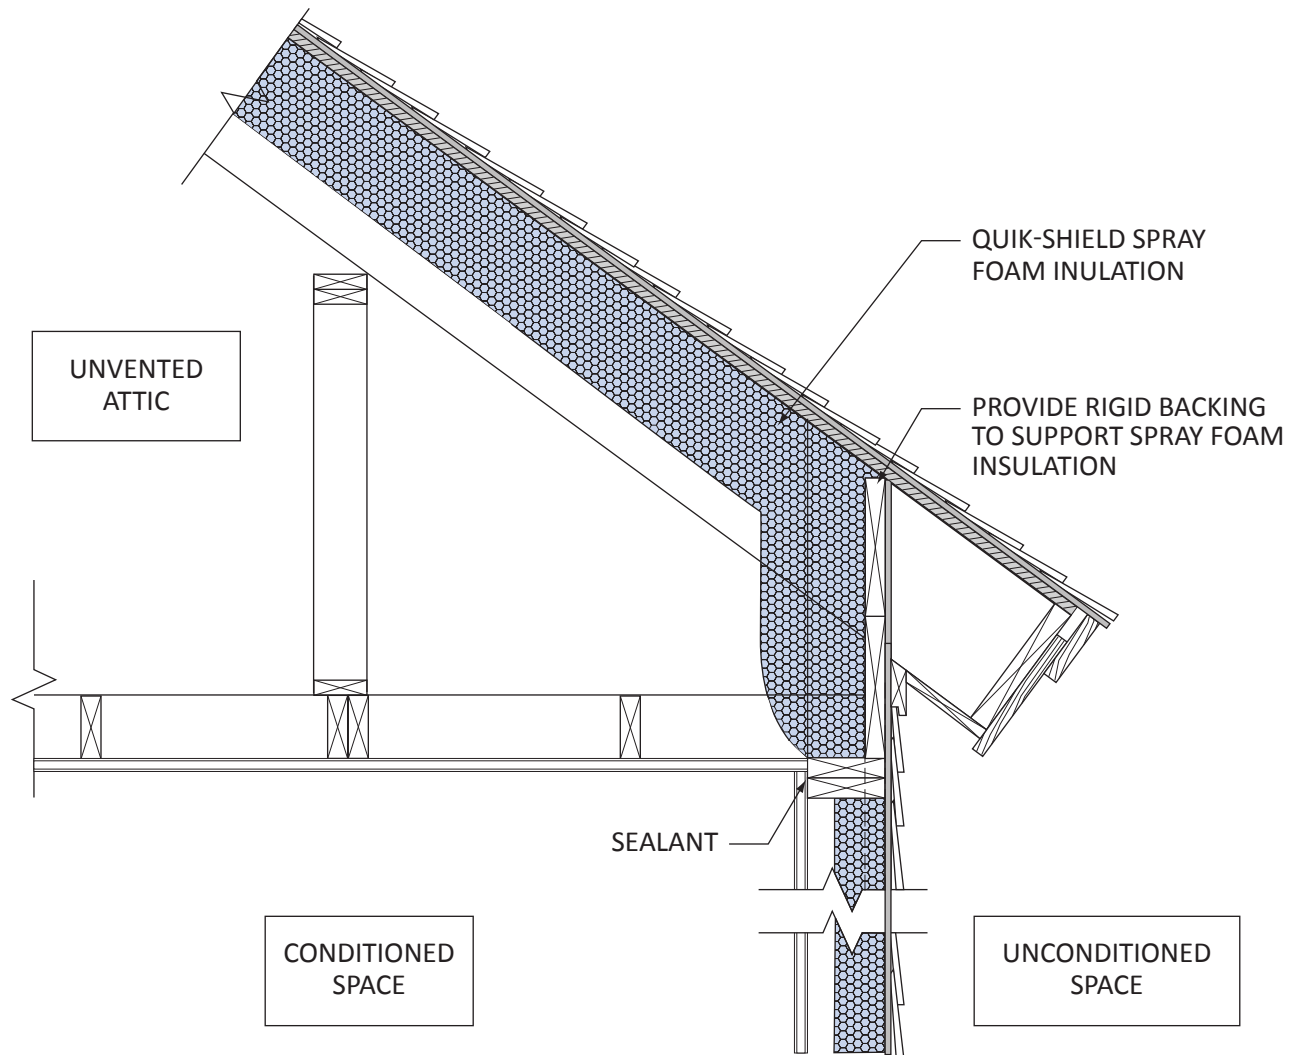 QUIK-SHIELD SPRAY
FOAM INULATION
UNVENTED
ATTIC
PROVIDE RIGID BACKING
TO SUPPORT SPRAY FOAM
INSULATION
SEALANT
CONDITIONED
SPACE
UNCONDITIONED
SPACE